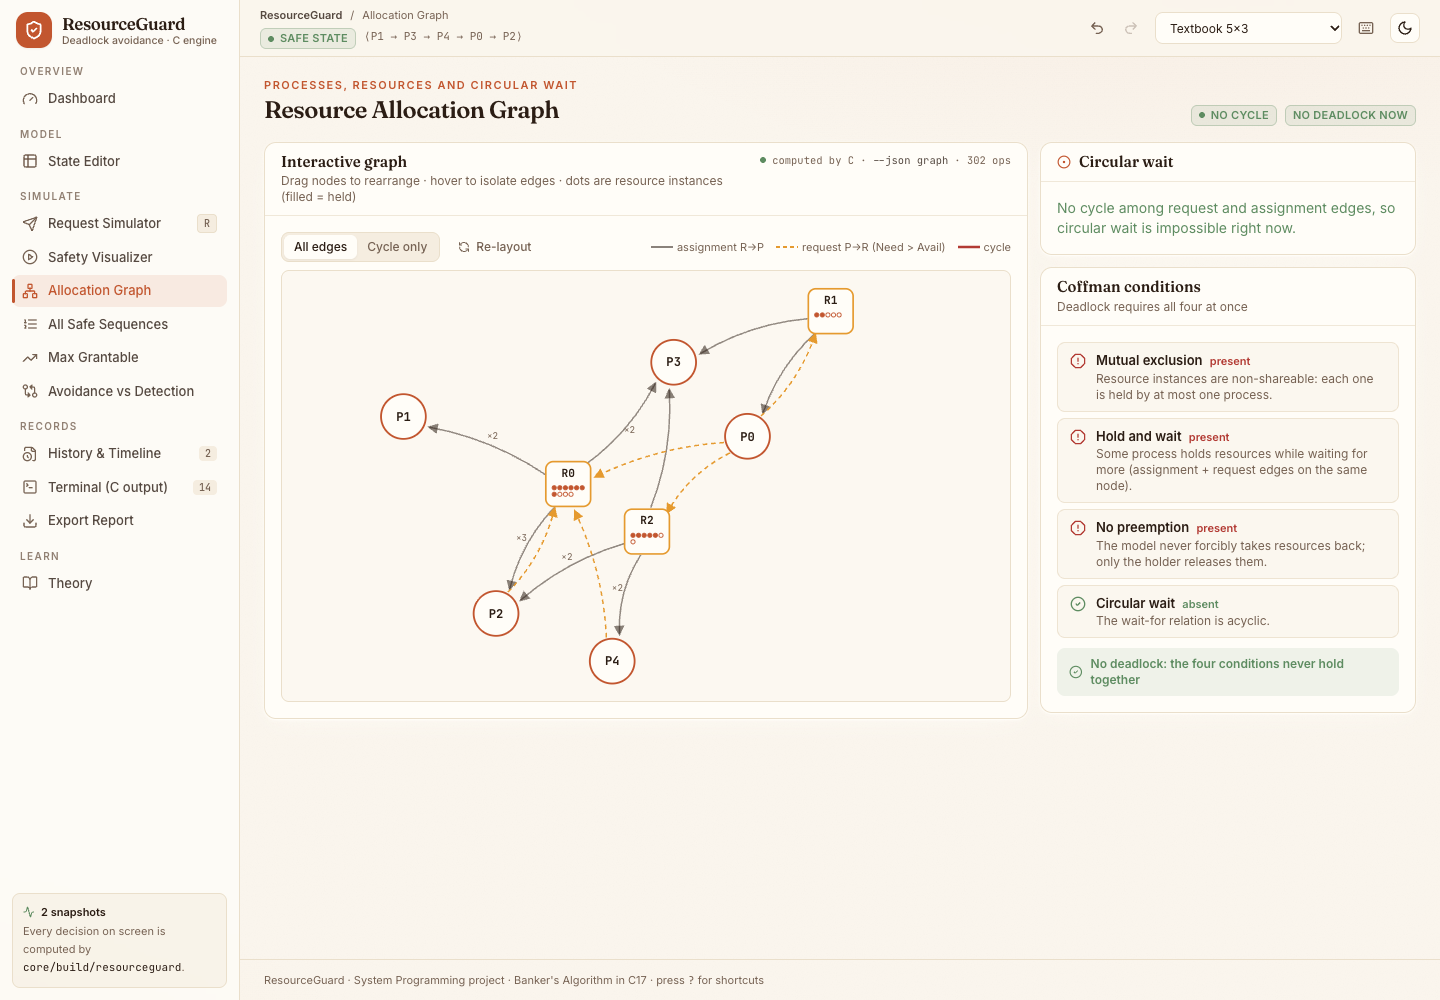 ResourceGuard
Deadlock avoidance · C engine
OVERVIEW
Dashboard
MODEL
State Editor
SIMULATE
Request Simulator R
Safety Visualizer
Allocation Graph
All Safe Sequences
Max Grantable
Avoidance vs Detection
RECORDS
History & Timeline 2
Terminal (C output) 14
Export Report
LEARN
Theory
2 snapshots
Every decision on screen is
computed by
core/build/resourceguard.
ResourceGuard / Allocation Graph
SAFE STATE ⟨P1 → P3 → P4 → P0 → P2⟩
Textbook 5×3
PROCESSES, RESOURCES AND CIRCULAR WAIT
Resource Allocation Graph
NO CYCLE NO DEADLOCK NOW
Interactive graph
computed by C · --json graph · 302 ops
Drag nodes to rearrange · hover to isolate edges · dots are resource instances
(filled = held)
All edges Cycle only Re-layout
assignment R→P request P→R (Need > Avail) cycle
R1
P3
P1
P0
×2
×2
R0
R2
×3
×2
×2
P2
P4
Circular wait
No cycle among request and assignment edges, so
circular wait is impossible right now.
Coffman conditions
Deadlock requires all four at once
Mutual exclusion present
Resource instances are non-shareable: each one
is held by at most one process.
Hold and wait present
Some process holds resources while waiting for
more (assignment + request edges on the same
node).
No preemption present
The model never forcibly takes resources back;
only the holder releases them.
Circular wait absent
The wait-for relation is acyclic.
No deadlock: the four conditions never hold
together
ResourceGuard · System Programming project · Banker's Algorithm in C17 · press ? for shortcuts